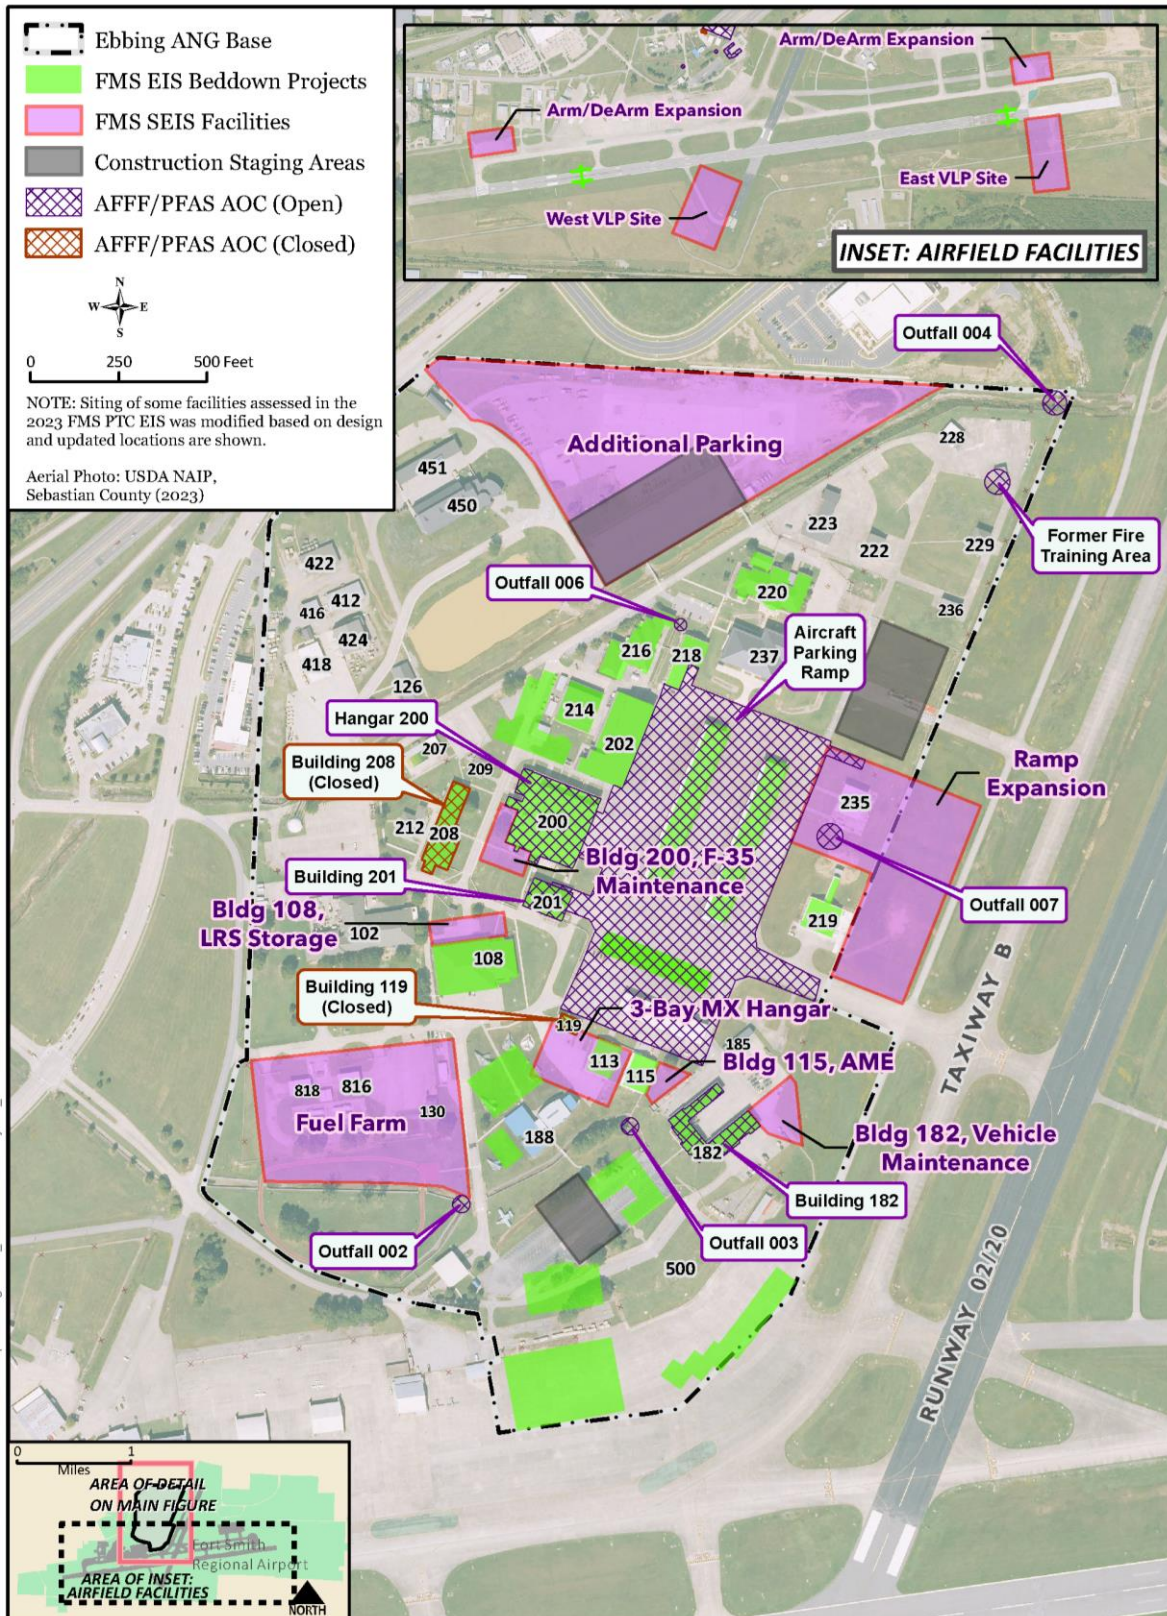 Ebbing ANG Base
FMS EIS Beddown Projects
FMS SEIS Facilities
Construction Staging Areas
AFFF/PFAS AOC (Open)
AFFF/PFAS AOC (Closed)
N
W
E
S
0
250
500 Feet
NOTE: Siting of some facilities assessed in the
2023 FMS PTC EIS was modified based on design
and updated locations are shown.
Aerial Photo: USDA NAIP,
Sebastian County (2023)
Arm/DeArm Expansion
Arm/DeArm Expansion
East VLP Site
West VLP Site
INSET: AIRFIELD FACILITIES
Outfall 004
228
Additional Parking
451
450
223
222
229
Former Fire
Training Area
422
412
416
424
418
Outfall 006
220
236
216
218
237
Aircraft
Parking
Ramp
126
214
Hangar 200
202
207
209
Building 208
(Closed)
Ramp
Expansion
235
212
208
200
Bldg 200, F-35
Maintenance
Building 201
201
219
Outfall 007
Bldg 108,
LRS Storage
102
108
Building 119
(Closed)
119
3-Bay MX Hangar
185
113
115
Bldg 115, AME
TAXIWAY B
818
816
130
Fuel Farm
188
182
Bldg 182, Vehicle
Maintenance
Building 182
Outfall 002
Outfall 003
500
RUNWAY 02/20
0
1
Miles
AREA OF DETAIL
ON MAIN FIGURE
Fort Smith
Regional Airport
AREA OF INSET:
AIRFIELD FACILITIES
NORTH